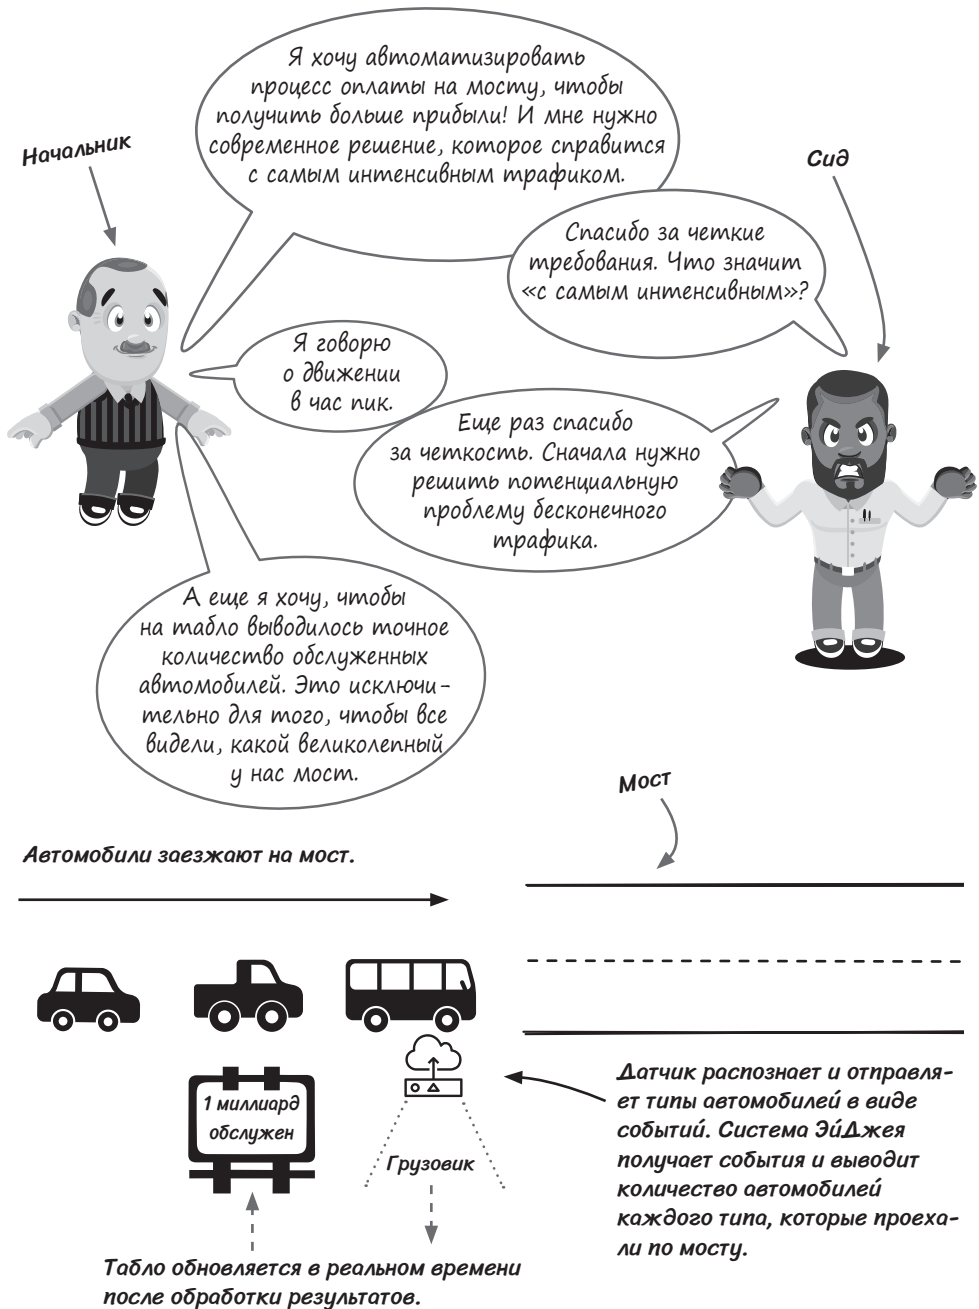 Я хочу автоматизировать
процесс оплаты на мосту, чтобы
получить больше прибыли! И мне нужно
современное решение, которое справится
с самым интенсивным трафиком.
Начальник
Сид
Спасибо за четкие
требования. Что значит
«с самым интенсивным»?
Я говорю
о движении
в час пик.
Еще раз спасибо
за четкость. Сначала нужно
решить потенциальную
проблему бесконечного
трафика.
А еще я хочу, чтобы
на табло выводилось точное
количество обслуженных
автомобилей. Это исключи-
тельно для того, чтобы все
видели, какой великолепный
у нас мост.
Мост
Автомобили заезжают на мост.
1 миллиард
обслужен
Грузовик
Датчик распознает и отправля-
ет типы автомобилей в виде
событий. Система ЭйДжея
получает события и выводит
количество автомобилей
каждого типа, которые проеха-
ли по мосту.
Табло обновляется в реальном времени
после обработки результатов.